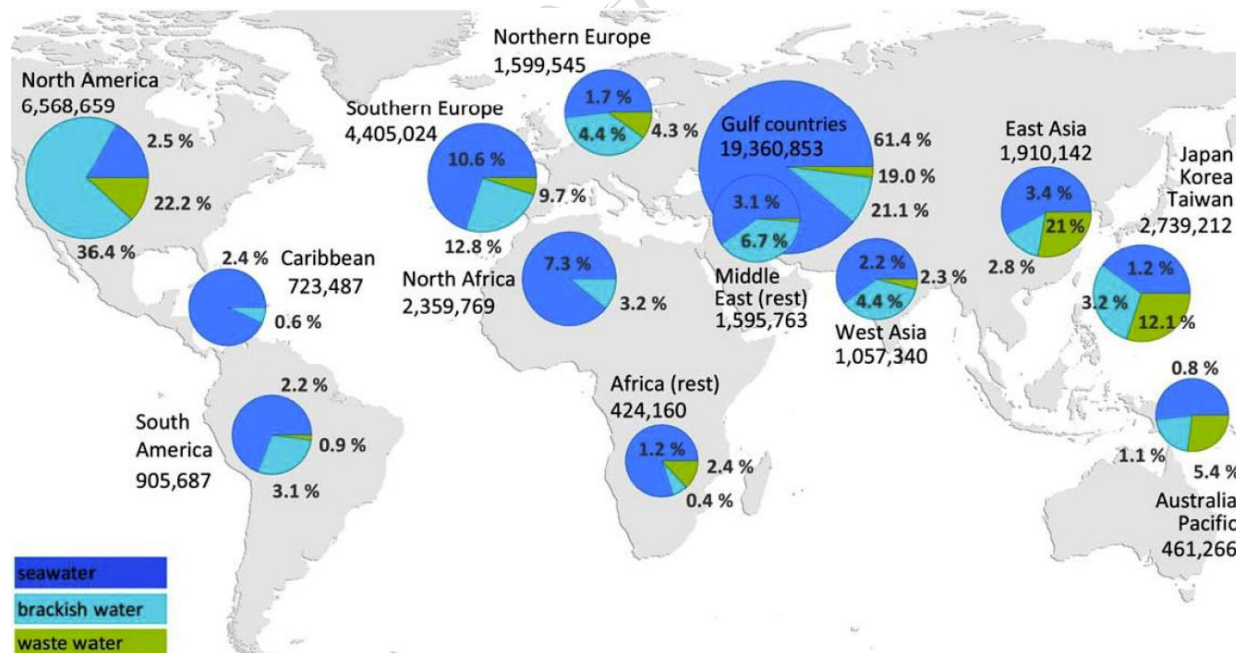 North America
6,568,659
2.5 %
22.2 %
36.4 %
Caribbean
723,487
2.4 %
0.6 %
South
America
905,687
2.2 %
0.9 %
3.1 %
Northern Europe
1,599,545
1.7 %
4.4 %
4.3 %
Southern Europe
4,405,024
10.6 %
9.7 %
12.8 %
North Africa
2,359,769
7.3 %
3.2 %
Africa (rest)
424,160
1.2 %
2.4 %
0.4 %
Gulf countries
19,360,853
61.4 %
19.0 %
21.1 %
3.1 %
6.7 %
Middle
East (rest)
1,595,763
2.2 %
2.3 %
4.4 %
West Asia
1,057,340
East Asia
1,910,142
3.4 %
21 %
2.8 %
Japan
Korea
Taiwan
2,739,212
1.2 %
3.2 %
12.1 %
0.8 %
1.1 %
5.4 %
Australia
Pacific
461,266
seawater
brackish water
waste water